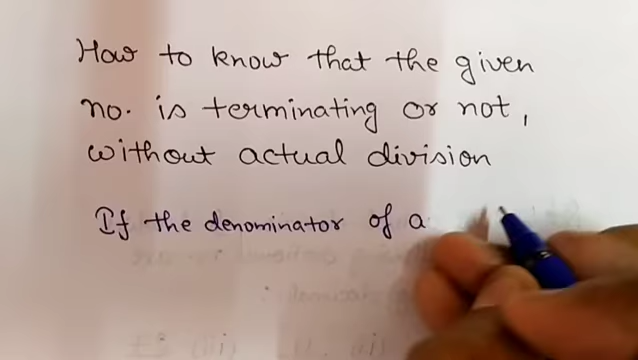 How to know that the given
no. is terminating or not,
without actual division
If the denominator of a